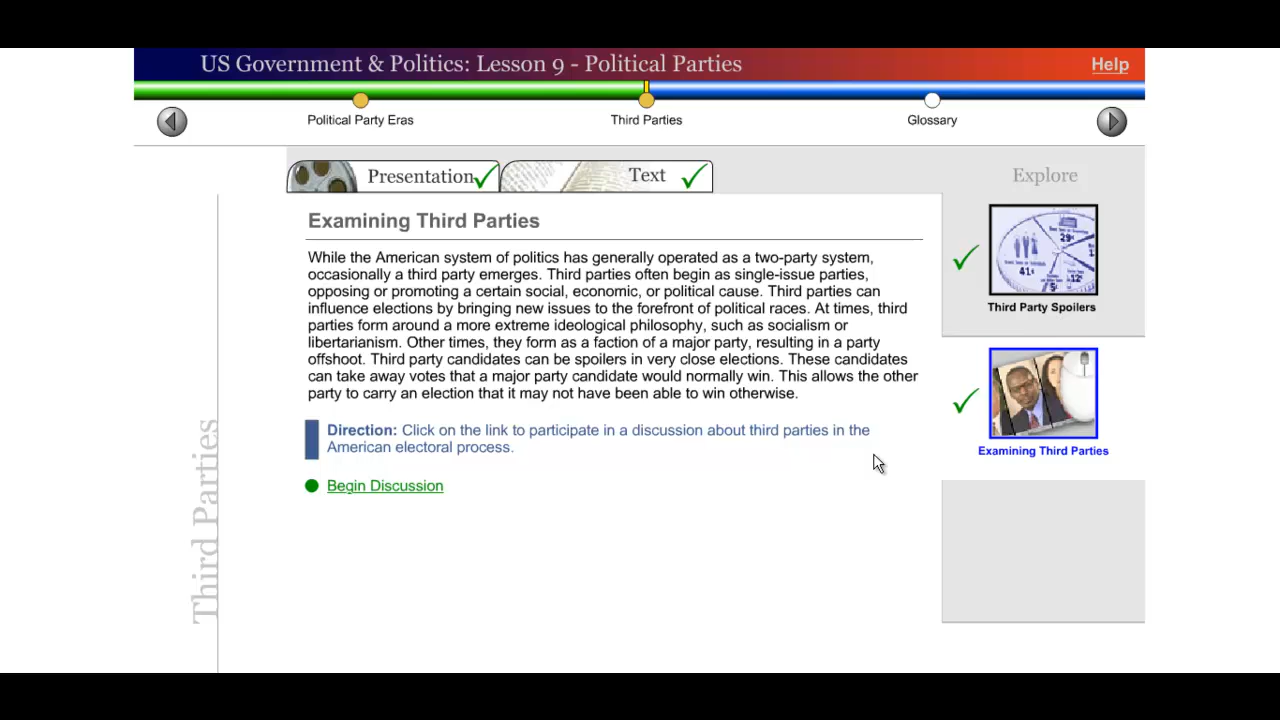 US Government & Politics: Lesson 9 - Political Parties
Help
Political Party Eras
Third Parties
Glossary
Presentation
Text
Explore
Examining Third Parties
While the American system of politics has generally operated as a two-party system,
occasionally a third party emerges. Third parties often begin as single-issue parties,
opposing or promoting a certain social, economic, or political cause. Third parties can
influence elections by bringing new issues to the forefront of political races. At times, third
parties form around a more extreme ideological philosophy, such as socialism or
libertarianism. Other times, they form as a faction of a major party, resulting in a party
offshoot. Third party candidates can be spoilers in very close elections. These candidates
can take away votes that a major party candidate would normally win. This allows the other
party to carry an election that it may not have been able to win otherwise.
Direction: Click on the link to participate in a discussion about third parties in the
American electoral process.
Begin Discussion
29¢
41¢
12¢
5¢
Third Party Spoilers
Examining Third Parties
Third Parties